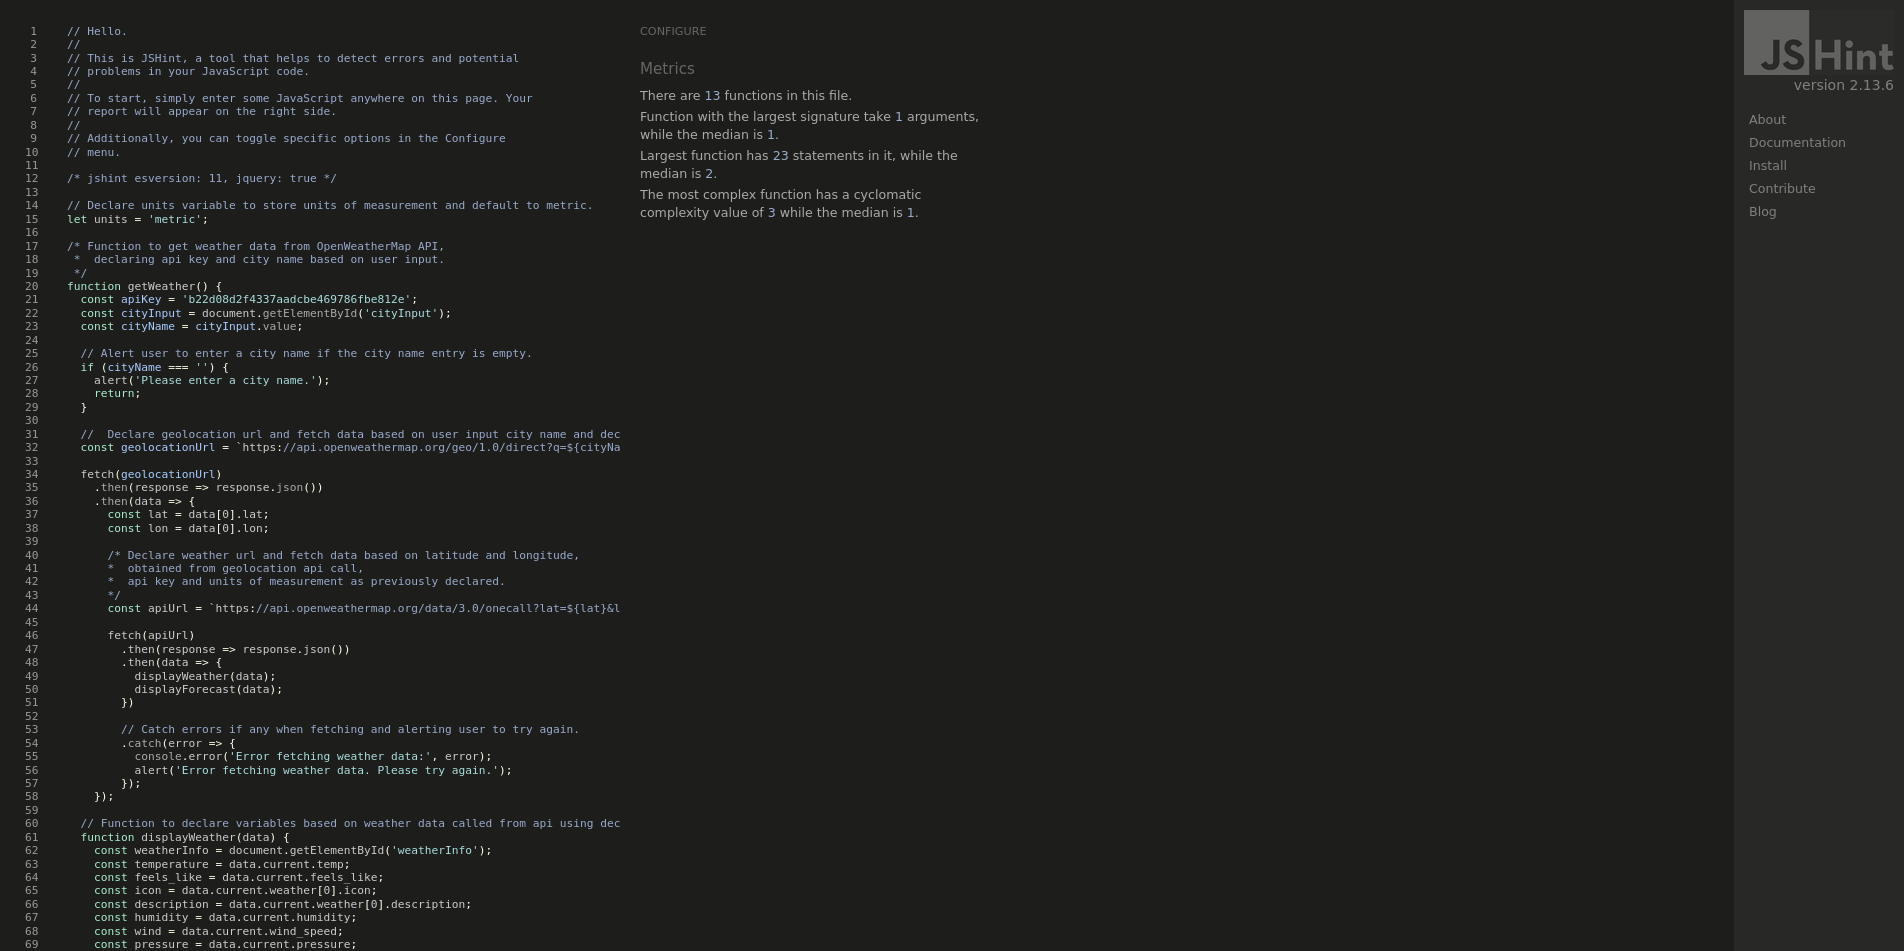 1 // Hello.
2 //
3 // This is JSHint, a tool that helps to detect errors and potential
4 // problems in your JavaScript code.
5 //
6 // To start, simply enter some JavaScript anywhere on this page. Your
7 // report will appear on the right side.
8 //
9 // Additionally, you can toggle specific options in the Configure
10 // menu.
11
12 /* jshint esversion: 11, jquery: true */
13
14 // Declare units variable to store units of measurement and default to metric.
15 let units = 'metric';
16
17 /* Function to get weather data from OpenWeatherMap API,
18  *  declaring api key and city name based on user input.
19  */
20 function getWeather() {
21   const apiKey = 'b22d08d2f4337aadcbe469786fbe812e';
22   const cityInput = document.getElementById('cityInput');
23   const cityName = cityInput.value;
24
25   // Alert user to enter a city name if the city name entry is empty.
26   if (cityName === '') {
27     alert('Please enter a city name.');
28     return;
29   }
30
31   //  Declare geolocation url and fetch data based on user input city name and dec
32   const geolocationUrl = `https://api.openweathermap.org/geo/1.0/direct?q=${cityNa
33
34   fetch(geolocationUrl)
35     .then(response => response.json())
36     .then(data => {
37       const lat = data[0].lat;
38       const lon = data[0].lon;
39
40       /* Declare weather url and fetch data based on latitude and longitude,
41       *  obtained from geolocation api call,
42       *  api key and units of measurement as previously declared.
43       */
44       const apiUrl = `https://api.openweathermap.org/data/3.0/onecall?lat=${lat}&l
45
46       fetch(apiUrl)
47         .then(response => response.json())
48         .then(data => {
49           displayWeather(data);
50           displayForecast(data);
51         })
52
53         // Catch errors if any when fetching and alerting user to try again.
54         .catch(error => {
55           console.error('Error fetching weather data:', error);
56           alert('Error fetching weather data. Please try again.');
57         });
58     });
59
60   // Function to declare variables based on weather data called from api using dec
61   function displayWeather(data) {
62     const weatherInfo = document.getElementById('weatherInfo');
63     const temperature = data.current.temp;
64     const feels_like = data.current.feels_like;
65     const icon = data.current.weather[0].icon;
66     const description = data.current.weather[0].description;
67     const humidity = data.current.humidity;
68     const wind = data.current.wind_speed;
69     const pressure = data.current.pressure;
CONFIGURE
Metrics
There are 13 functions in this file.
Function with the largest signature take 1 arguments,
while the median is 1.
Largest function has 23 statements in it, while the
median is 2.
The most complex function has a cyclomatic
complexity value of 3 while the median is 1.
JSHint
version 2.13.6
About
Documentation
Install
Contribute
Blog